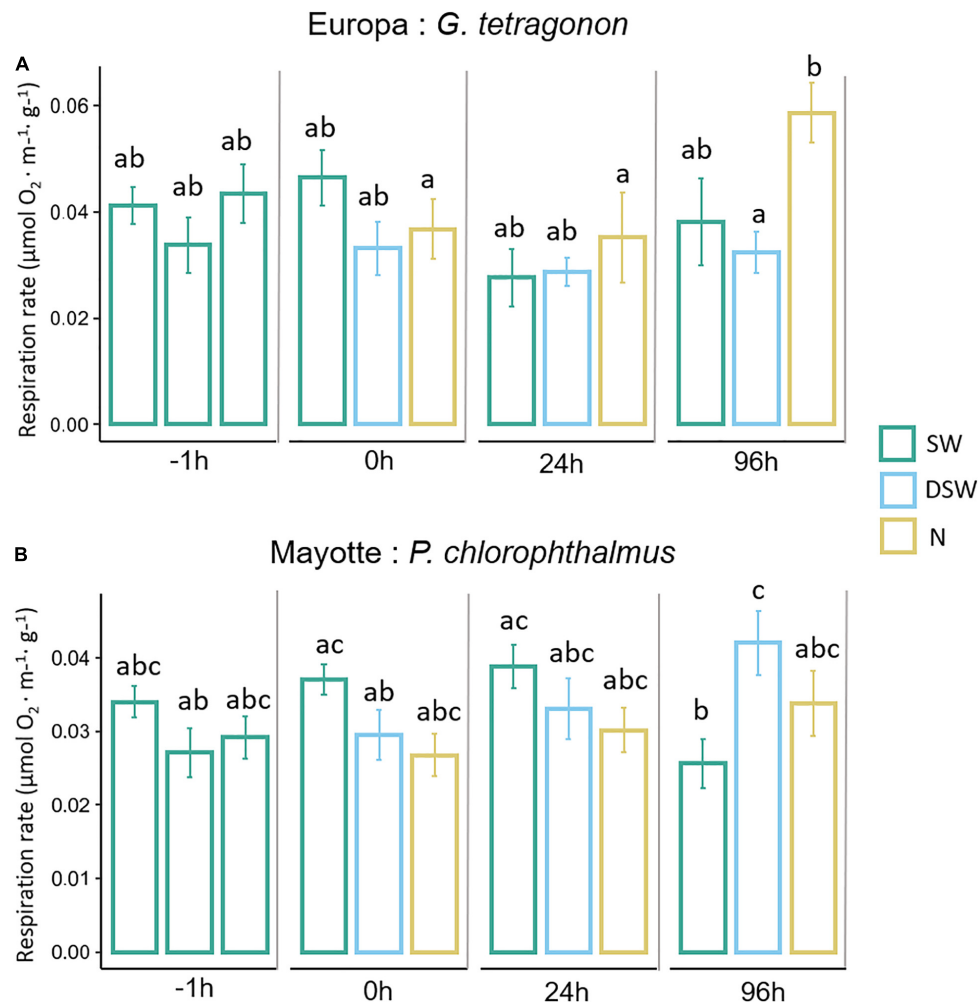 Europa : G. tetragonon
A
Respiration rate (µmol O₂ · m⁻¹· g⁻¹)
0.06
0.04
0.02
0.00
ab
ab
ab
ab
ab
a
ab
ab
a
ab
a
b
-1h
0h
24h
96h
SW
DSW
N
B
Mayotte : P. chlorophthalmus
Respiration rate (µmol O₂ · m⁻¹· g⁻¹)
0.04
0.03
0.02
0.01
0.00
abc
ab
abc
ac
ab
abc
ac
abc
abc
b
c
abc
-1h
0h
24h
96h